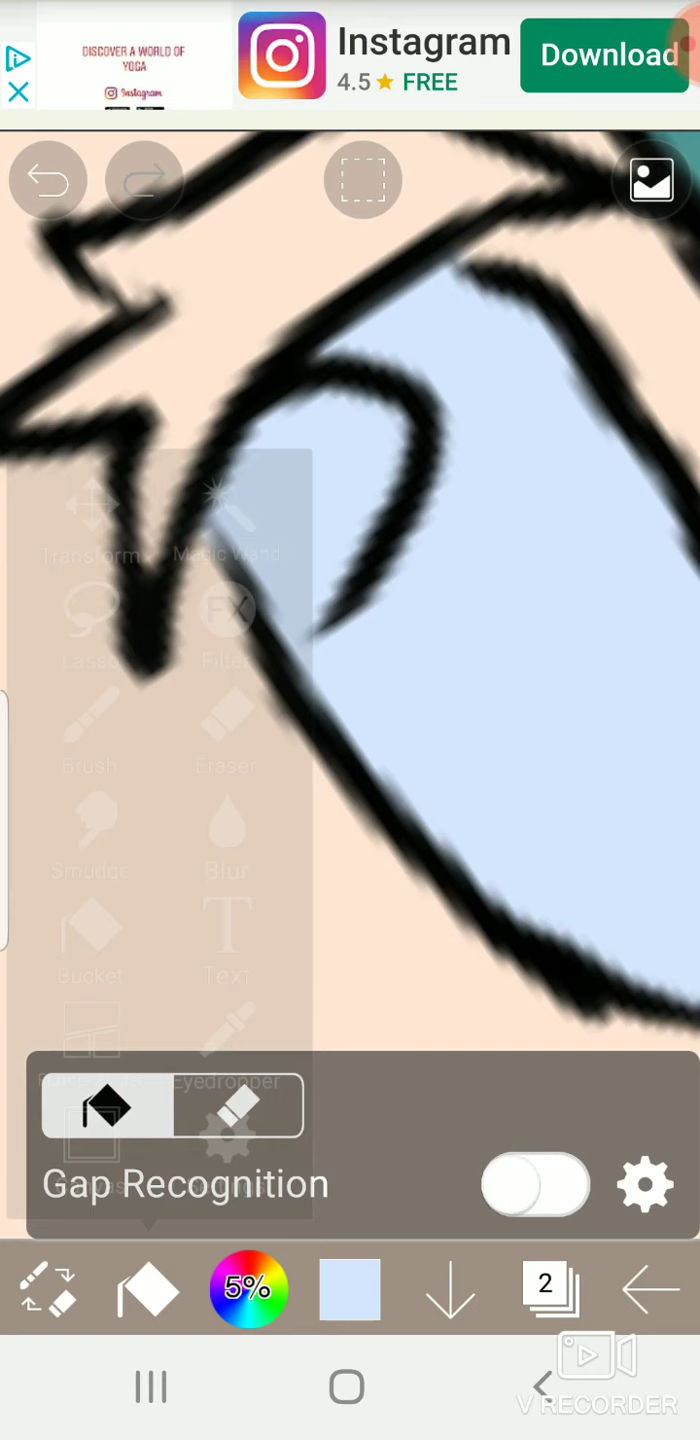 DISCOVER A WORLD OF
YOGA
Instagram
Instagram
4.5 ★ FREE
Download
Transform
Magic Wand
Lasso
FX
Filter
Brush
Eraser
Smudge
Blur
Bucket
T
Text
Eyedropper
Gap Recognition
5%
2
V RECORDER